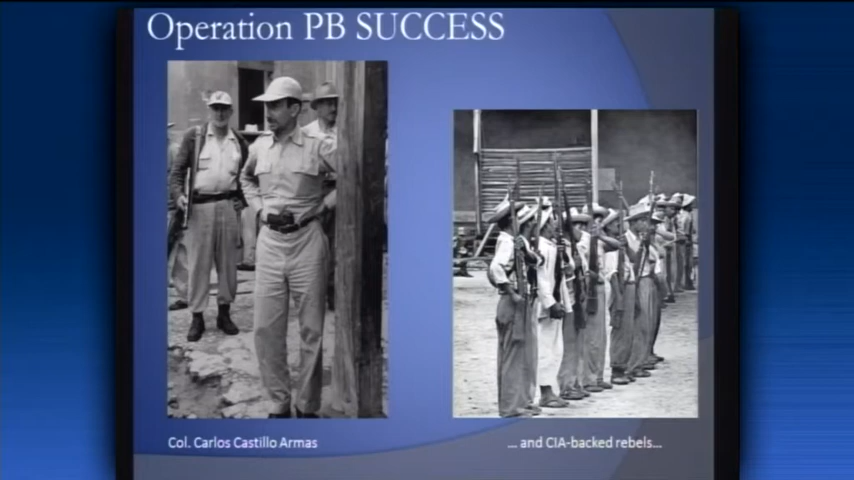 Operation PB SUCCESS
Col. Carlos Castillo Armas
... and CIA-backed rebels...